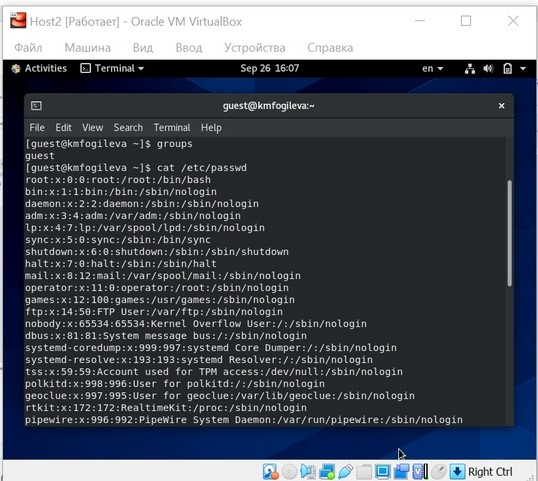 Host2 [Работает] - Oracle VM VirtualBox
Файл Машина Вид Ввод Устройства Справка
Activities Terminal Sep 26 16:07 en
guest@kmfogileva:~
File Edit View Search Terminal Help
[guest@kmfogileva ~]$ groups
guest
[guest@kmfogileva ~]$ cat /etc/passwd
root:x:0:0:root:/root:/bin/bash
bin:x:1:1:bin:/bin:/sbin/nologin
daemon:x:2:2:daemon:/sbin:/sbin/nologin
adm:x:3:4:adm:/var/adm:/sbin/nologin
lp:x:4:7:lp:/var/spool/lpd:/sbin/nologin
sync:x:5:0:sync:/sbin:/bin/sync
shutdown:x:6:0:shutdown:/sbin:/sbin/shutdown
halt:x:7:0:halt:/sbin:/sbin/halt
mail:x:8:12:mail:/var/spool/mail:/sbin/nologin
operator:x:11:0:operator:/root:/sbin/nologin
games:x:12:100:games:/usr/games:/sbin/nologin
ftp:x:14:50:FTP User:/var/ftp:/sbin/nologin
nobody:x:65534:65534:Kernel Overflow User:/:/sbin/nologin
dbus:x:81:81:System message bus:/:/sbin/nologin
systemd-coredump:x:999:997:systemd Core Dumper:/:/sbin/nologin
systemd-resolve:x:193:193:systemd Resolver:/:/sbin/nologin
tss:x:59:59:Account used for TPM access:/dev/null:/sbin/nologin
polkitd:x:998:996:User for polkitd:/:/sbin/nologin
geoclue:x:997:995:User for geoclue:/var/lib/geoclue:/sbin/nologin
rtkit:x:172:172:RealtimeKit:/proc:/sbin/nologin
pipewire:x:996:992:PipeWire System Daemon:/var/run/pipewire:/sbin/nologin
Right Ctrl